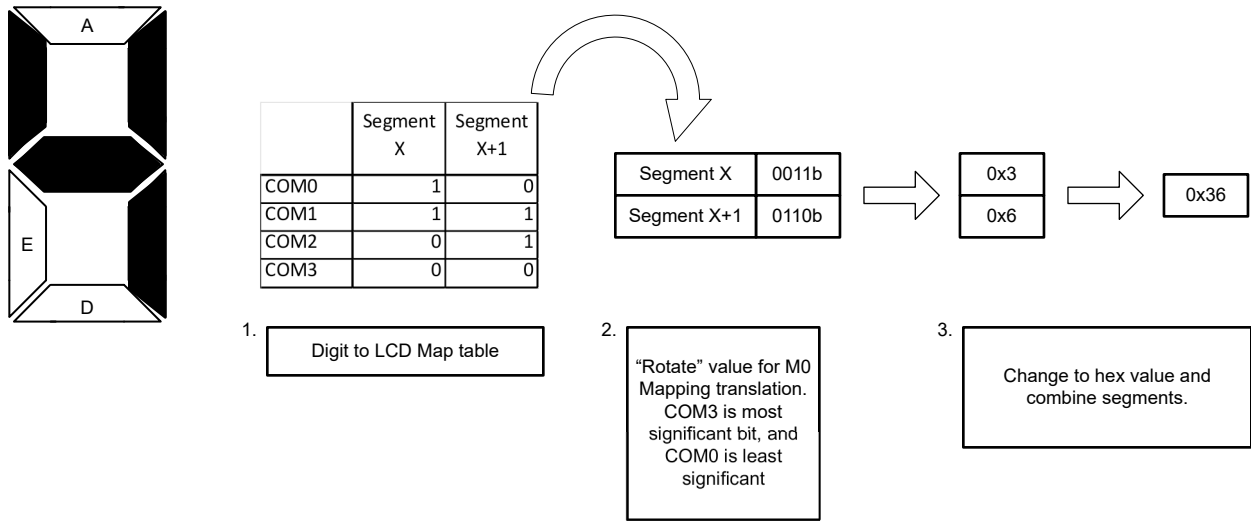 A
E
D
Segment X Segment X+1
COM0 1 0
COM1 1 1
COM2 0 1
COM3 0 0
Segment X 0011b
Segment X+1 0110b
0x3
0x6
0x36
1.
Digit to LCD Map table
2.
“Rotate” value for M0
Mapping translation.
COM3 is most
significant bit, and
COM0 is least
significant
3.
Change to hex value and
combine segments.